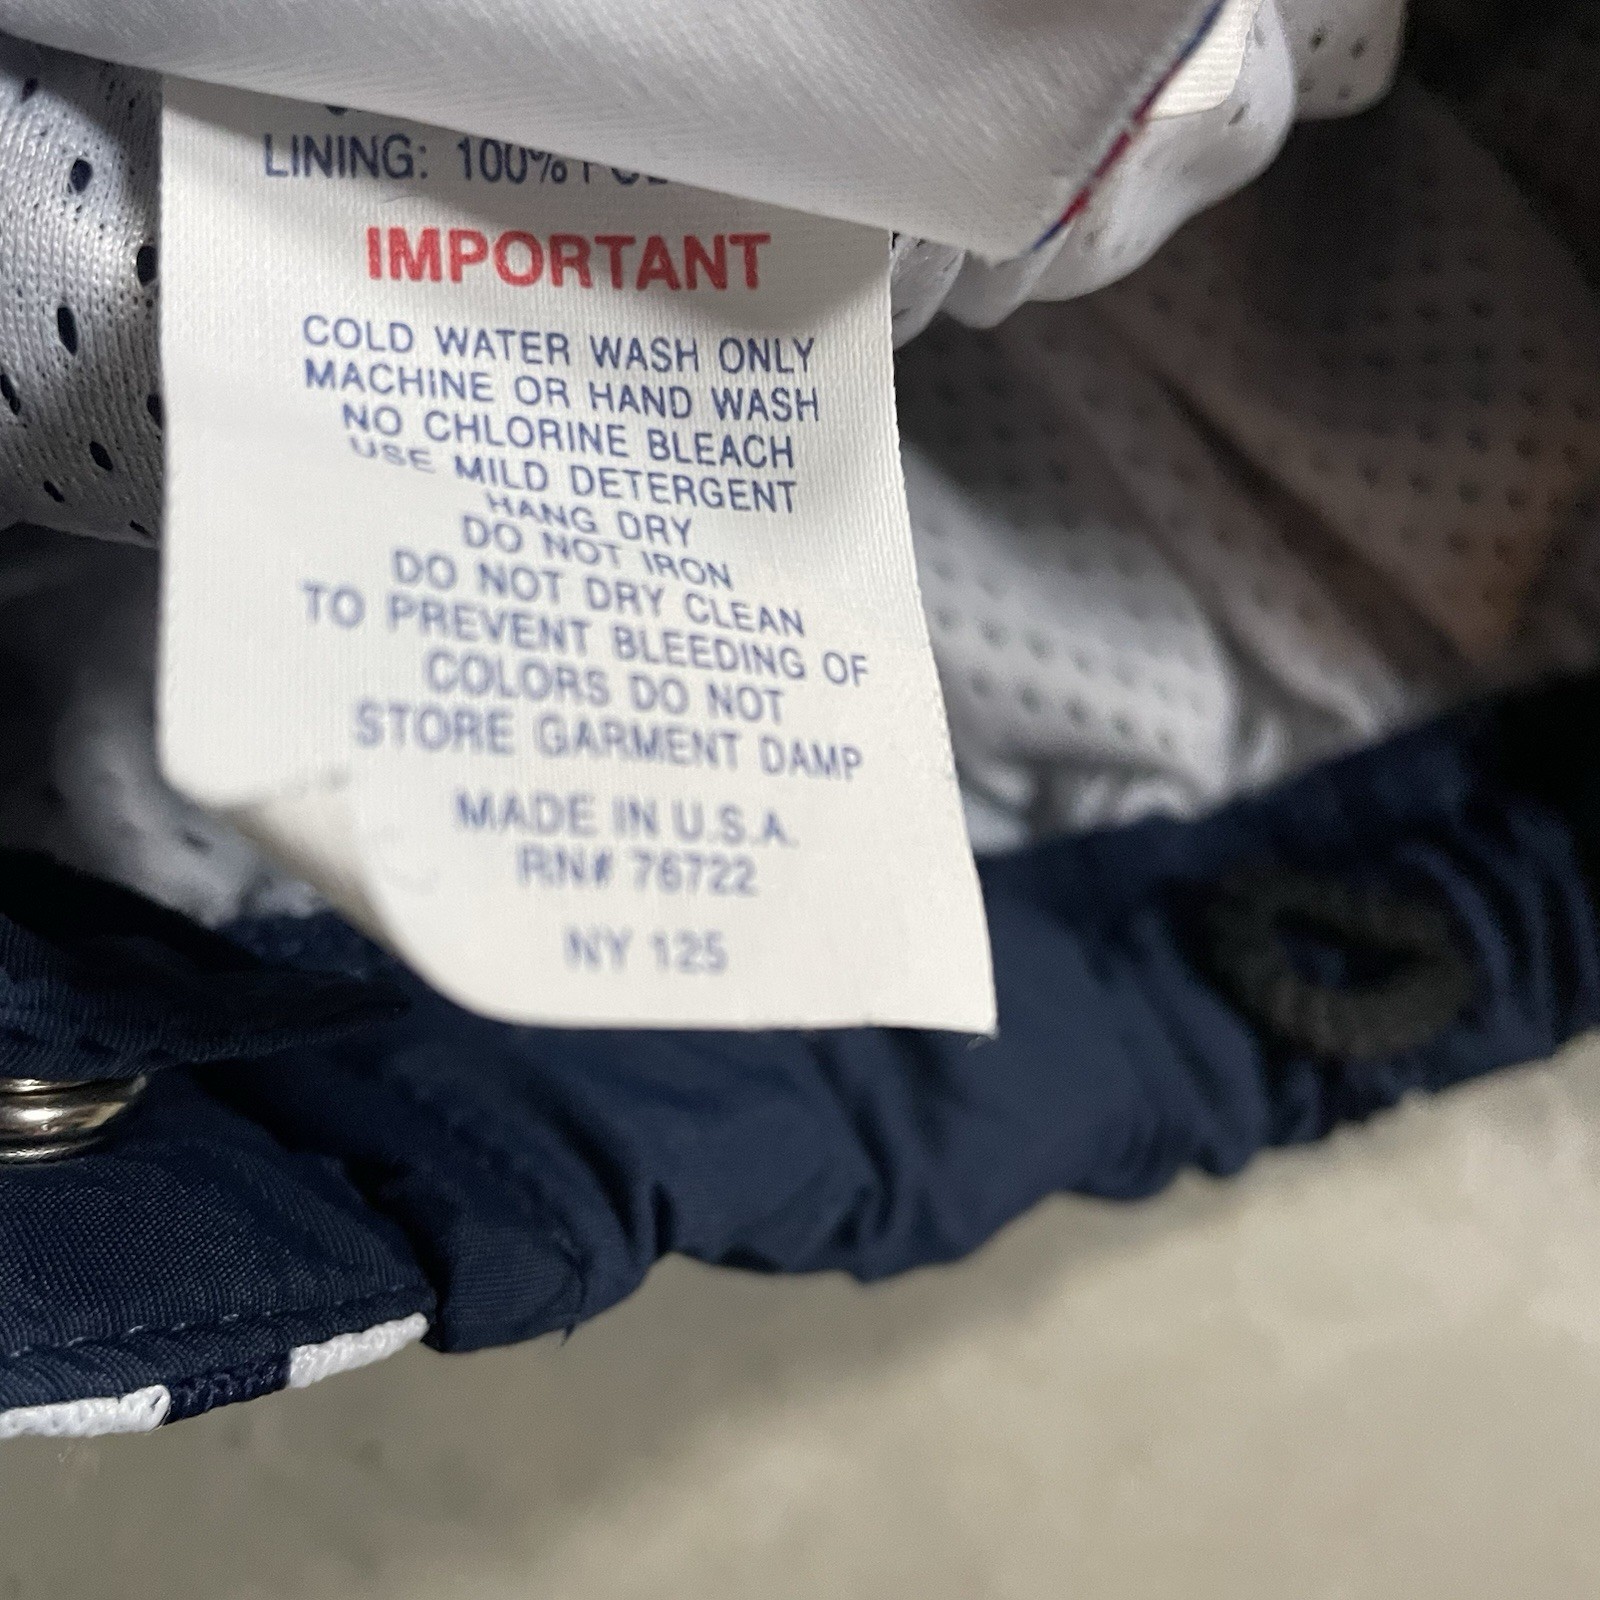 LINING: 100%
IMPORTANT
COLD WATER WASH ONLY
MACHINE OR HAND WASH
NO CHLORINE BLEACH
USE MILD DETERGENT
HANG DRY
DO NOT IRON
DO NOT DRY CLEAN
TO PREVENT BLEEDING OF
COLORS DO NOT
STORE GARMENT DAMP
MADE IN U.S.A.
RN# 76722
NY 125